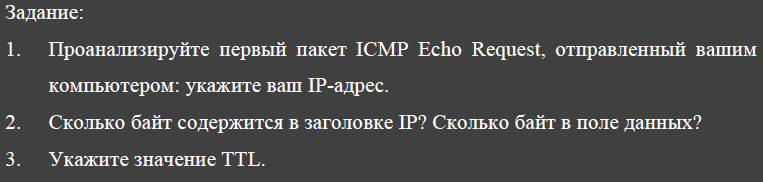 Задание:
1. Проанализируйте первый пакет ICMP Echo Request, отправленный вашим
компьютером: укажите ваш IP-адрес.
2. Сколько байт содержится в заголовке IP? Сколько байт в поле данных?
3. Укажите значение TTL.